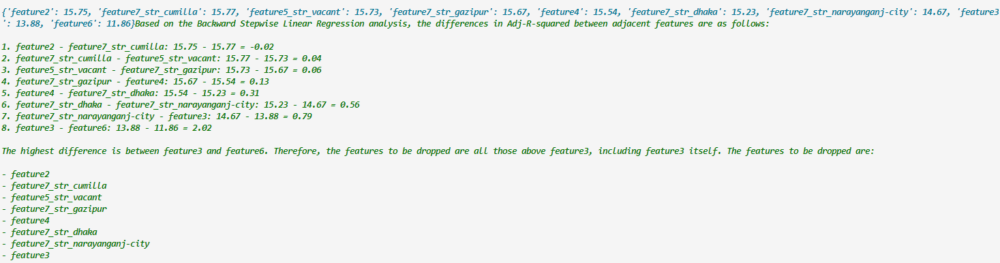 {'feature2': 15.75, 'feature7_str_cumilla': 15.77, 'feature5_str_vacant': 15.73, 'feature7_str_gazipur': 15.67, 'feature4': 15.54, 'feature7_str_dhaka': 15.23, 'feature7_str_narayanganj-city': 14.67, 'feature3
': 13.88, 'feature6': 11.86}Based on the Backward Stepwise Linear Regression analysis, the differences in Adj-R-squared between adjacent features are as follows:
1. feature2 - feature7_str_cumilla: 15.75 - 15.77 = -0.02
2. feature7_str_cumilla - feature5_str_vacant: 15.77 - 15.73 = 0.04
3. feature5_str_vacant - feature7_str_gazipur: 15.73 - 15.67 = 0.06
4. feature7_str_gazipur - feature4: 15.67 - 15.54 = 0.13
5. feature4 - feature7_str_dhaka: 15.54 - 15.23 = 0.31
6. feature7_str_dhaka - feature7_str_narayanganj-city: 15.23 - 14.67 = 0.56
7. feature7_str_narayanganj-city - feature3: 14.67 - 13.88 = 0.79
8. feature3 - feature6: 13.88 - 11.86 = 2.02
The highest difference is between feature3 and feature6. Therefore, the features to be dropped are all those above feature3, including feature3 itself. The features to be dropped are:
- feature2
- feature7_str_cumilla
- feature5_str_vacant
- feature7_str_gazipur
- feature4
- feature7_str_dhaka
- feature7_str_narayanganj-city
- feature3